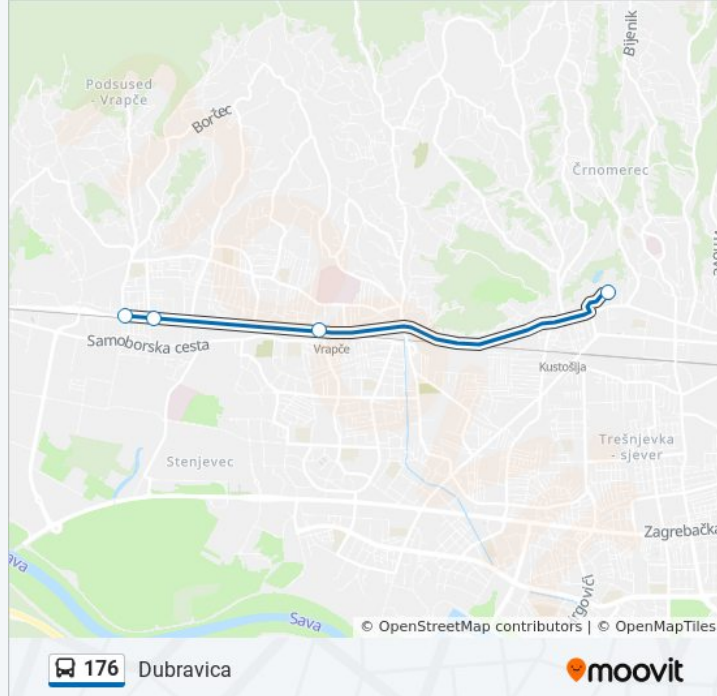 Bijenik
Podsused
- Vrapče
Borčec
Črnomerec
Samoborska cesta
Vrapče
Kustošija
Trešnjevka
- sjever
Stenjevec
Zagrebačka
Sava
© OpenStreetMap contributors | © OpenMapTiles
176 Dubravica
moovit